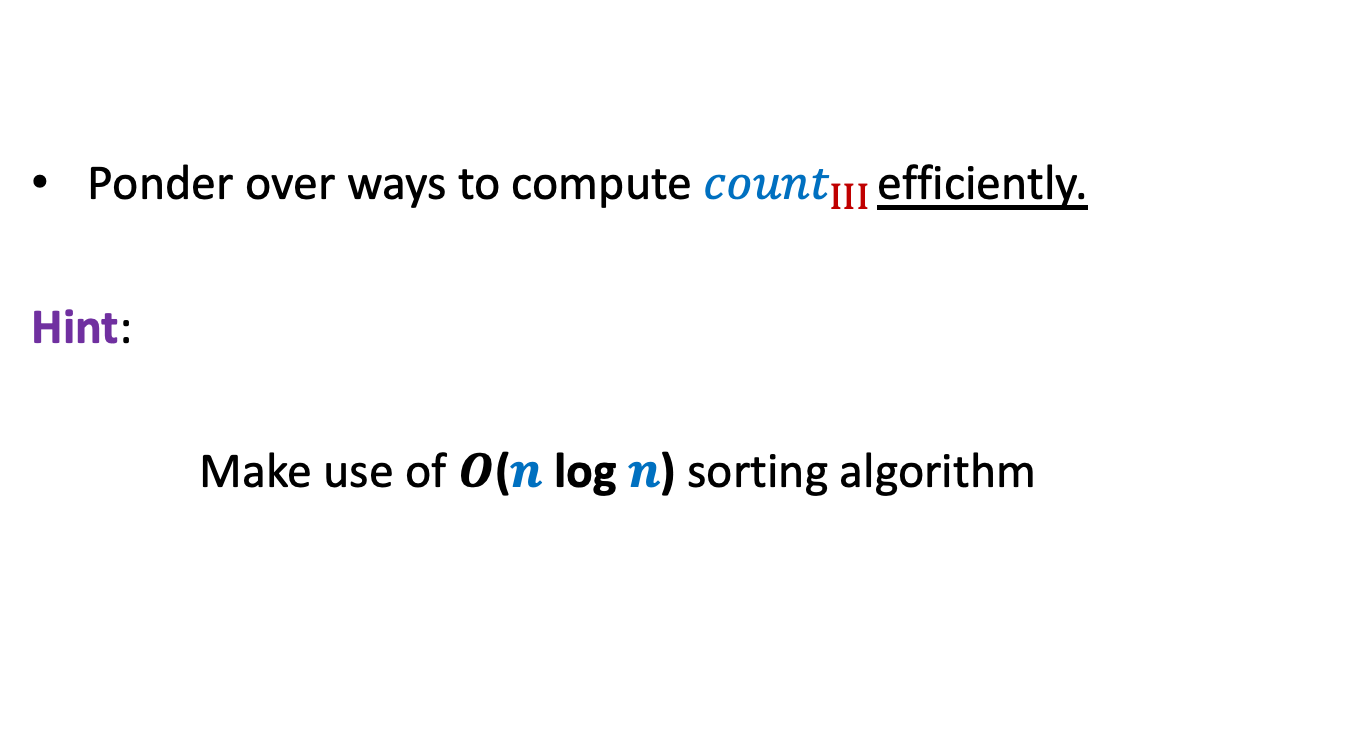 • Ponder over ways to compute count_III efficiently.
Hint:
Make use of O(n log n) sorting algorithm